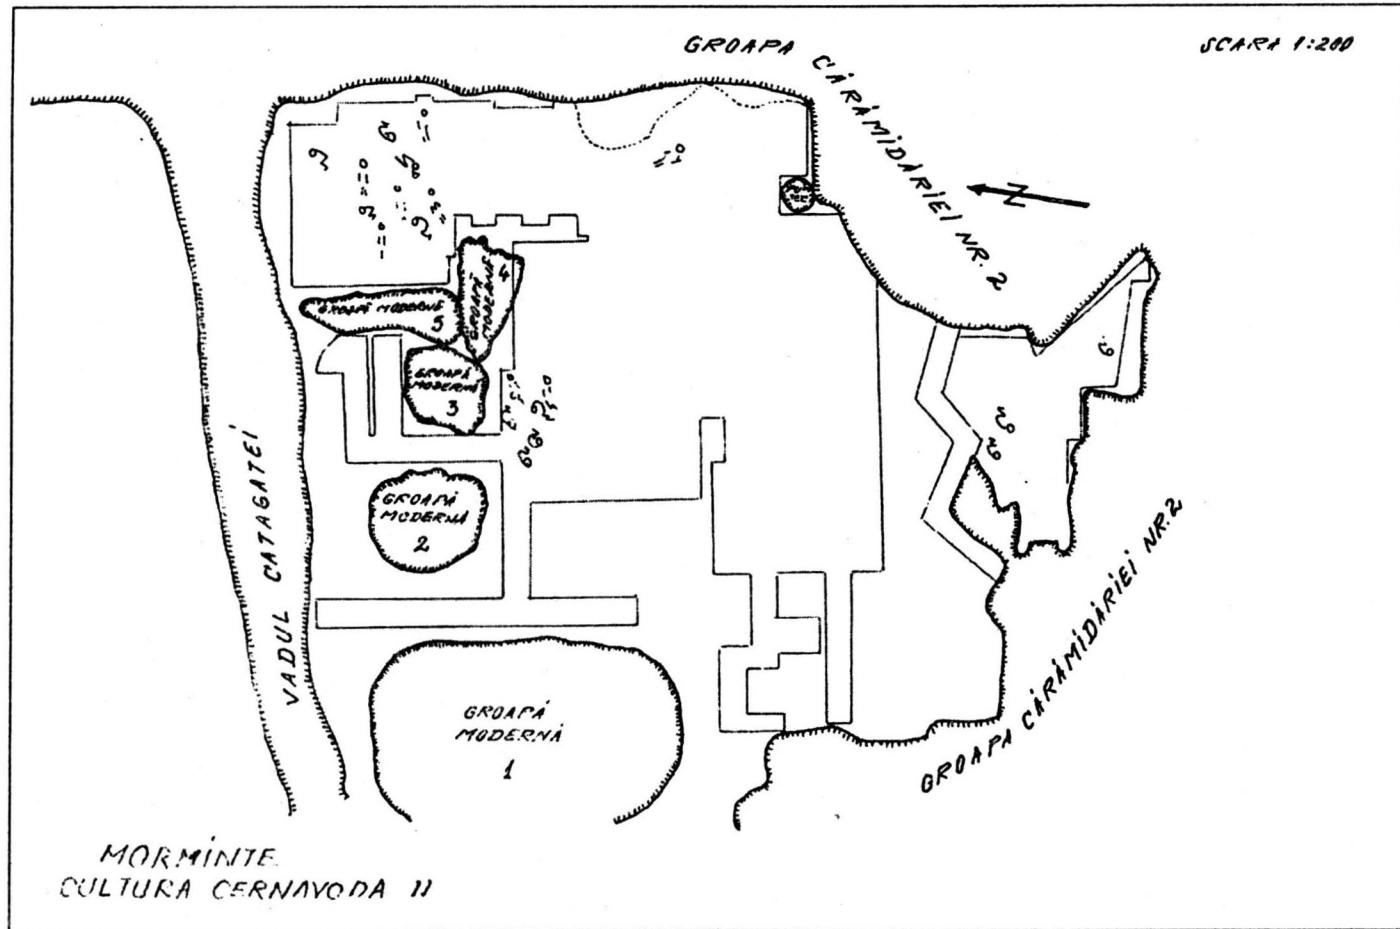 GROAPA CĂRĂMIDĂRIEI NR. 2
SCARA 1:200
N
GROAPĂ MODERNĂ
4
GROAPĂ MODERNĂ
5
GROAPĂ
MODERNĂ
3
GROAPĂ
MODERNĂ
2
VADUL CATAGATEI
GROAPĂ
MODERNĂ
1
GROAPA CĂRĂMIDĂRIEI NR. 2
MORMINTE
CULTURA CERNAVODA II